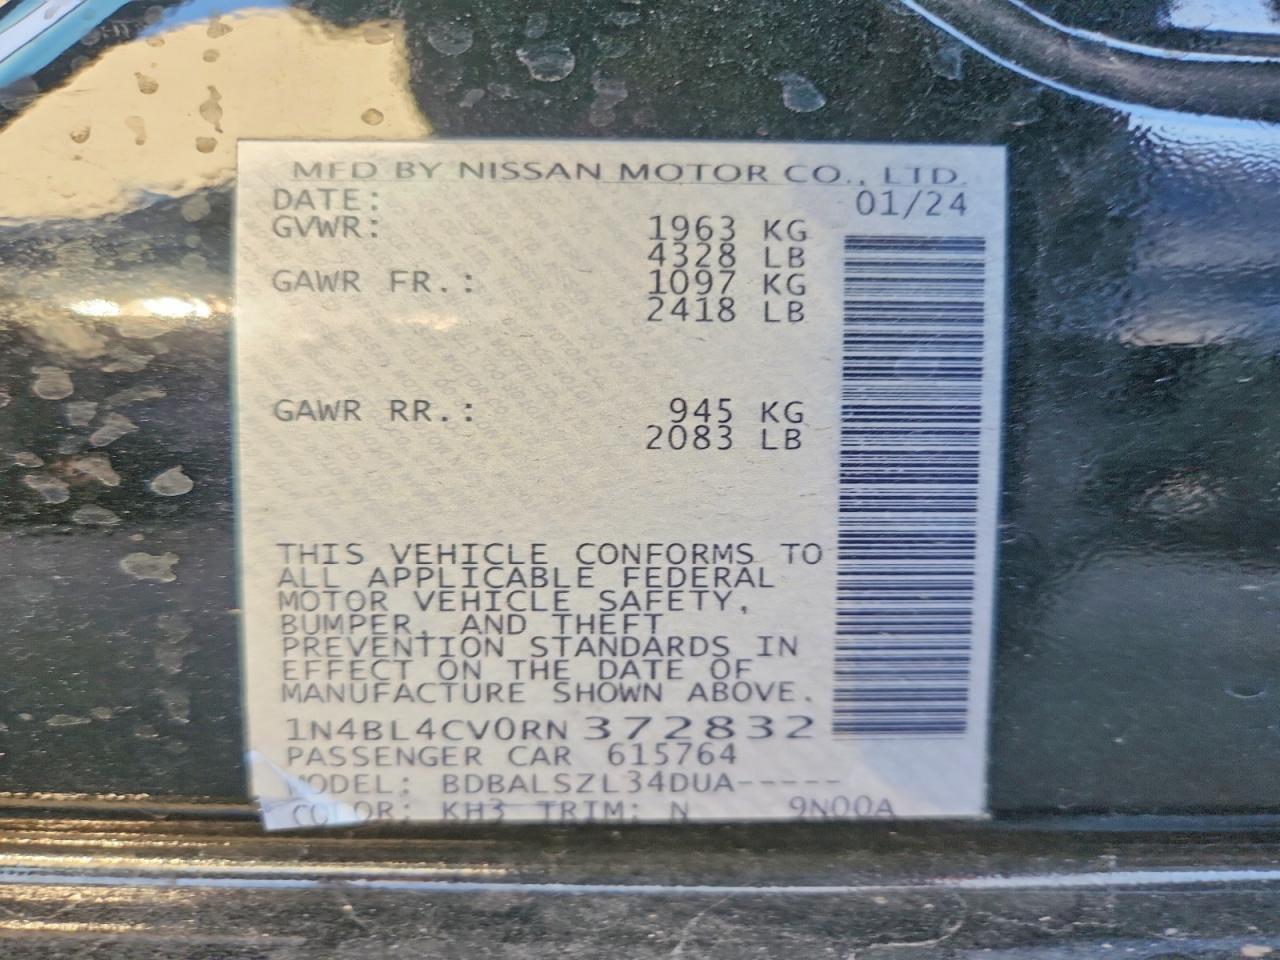 MFD BY NISSAN MOTOR CO., LTD.
DATE: 01/24
GVWR: 1963 KG
4328 LB
GAWR FR.: 1097 KG
2418 LB
GAWR RR.: 945 KG
2083 LB
THIS VEHICLE CONFORMS TO
ALL APPLICABLE FEDERAL
MOTOR VEHICLE SAFETY,
BUMPER, AND THEFT
PREVENTION STANDARDS IN
EFFECT ON THE DATE OF
MANUFACTURE SHOWN ABOVE.
1N4BL4CV0RN372832
PASSENGER CAR 615764
MODEL: BDBALSZL34DUA-----
COLOR: KH3 TRIM: N 9N00A